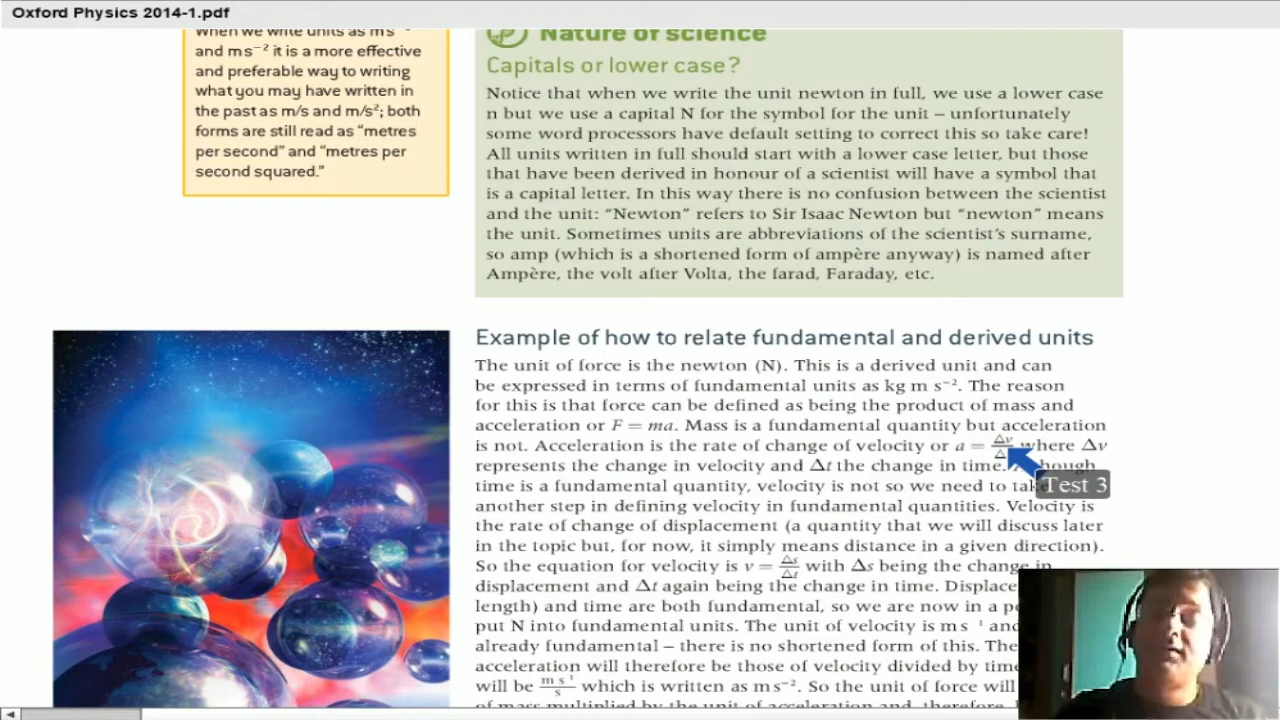 Oxford Physics 2014-1.pdf
When we write units as m s⁻¹
and m s⁻² it is a more effective
and preferable way to writing
what you may have written in
the past as m/s and m/s²; both
forms are still read as “metres
per second” and “metres per
second squared.”
Nature of science
Capitals or lower case?
Notice that when we write the unit newton in full, we use a lower case
n but we use a capital N for the symbol for the unit – unfortunately
some word processors have default setting to correct this so take care!
All units written in full should start with a lower case letter, but those
that have been derived in honour of a scientist will have a symbol that
is a capital letter. In this way there is no confusion between the scientist
and the unit: “Newton” refers to Sir Isaac Newton but “newton” means
the unit. Sometimes units are abbreviations of the scientist’s surname,
so amp (which is a shortened form of ampère anyway) is named after
Ampère, the volt after Volta, the farad, Faraday, etc.
Example of how to relate fundamental and derived units
The unit of force is the newton (N). This is a derived unit and can
be expressed in terms of fundamental units as kg m s⁻². The reason
for this is that force can be defined as being the product of mass and
acceleration or F = ma. Mass is a fundamental quantity but acceleration
is not. Acceleration is the rate of change of velocity or a = Δv/Δ where Δv
represents the change in velocity and Δt the change in time.
time is a fundamental quantity, velocity is not so we need to
Test 3
another step in defining velocity in fundamental quantities. Velocity is
the rate of change of displacement (a quantity that we will discuss later
in the topic but, for now, it simply means distance in a given direction).
So the equation for velocity is v = Δs/Δt with Δs being the change in
displacement and Δt again being the change in time.
length) and time are both fundamental, so we are now in a
put N into fundamental units. The unit of velocity is m s⁻¹ and
already fundamental – there is no shortened form of this. The
acceleration will therefore be those of velocity divided by
will be m s⁻¹/s which is written as m s⁻². So the unit of force will
of mass multiplied by the unit of acceleration and, therefore,